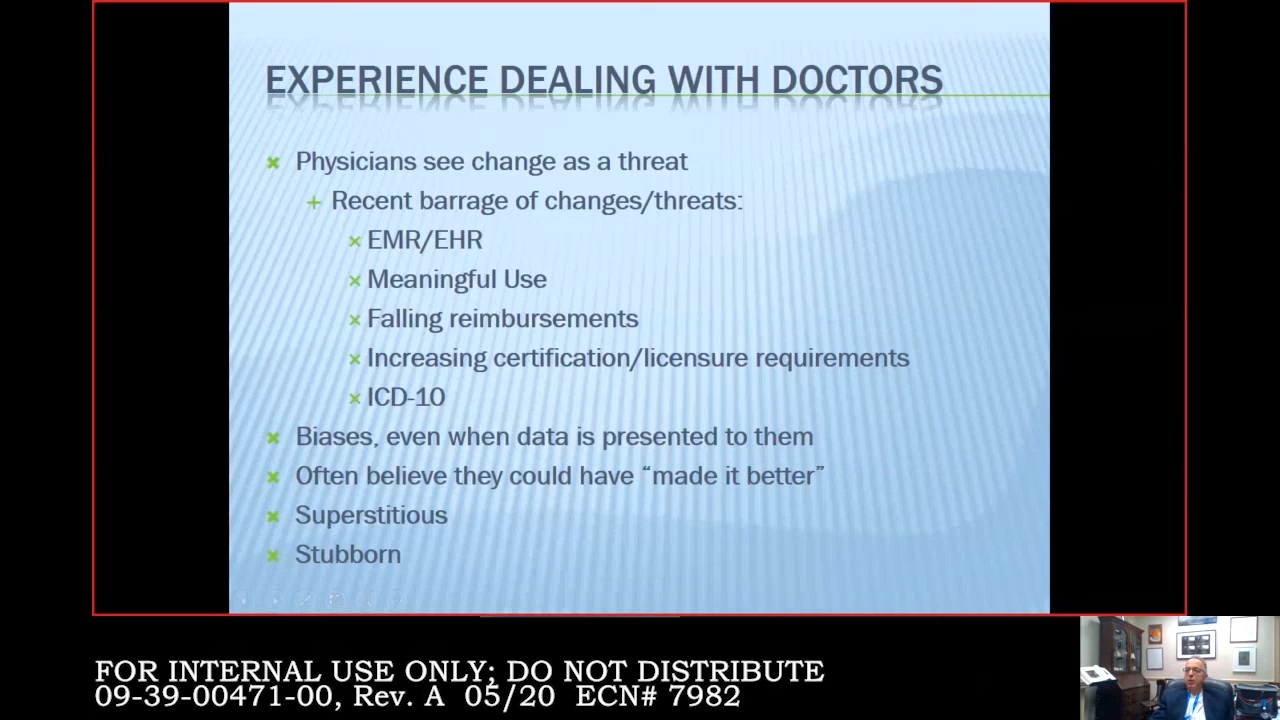 EXPERIENCE DEALING WITH DOCTORS
Physicians see change as a threat
Recent barrage of changes/threats:
EMR/EHR
Meaningful Use
Falling reimbursements
Increasing certification/licensure requirements
ICD-10
Biases, even when data is presented to them
Often believe they could have “made it better”
Superstitious
Stubborn
FOR INTERNAL USE ONLY; DO NOT DISTRIBUTE
09-39-00471-00, Rev. A 05/20 ECN# 7982